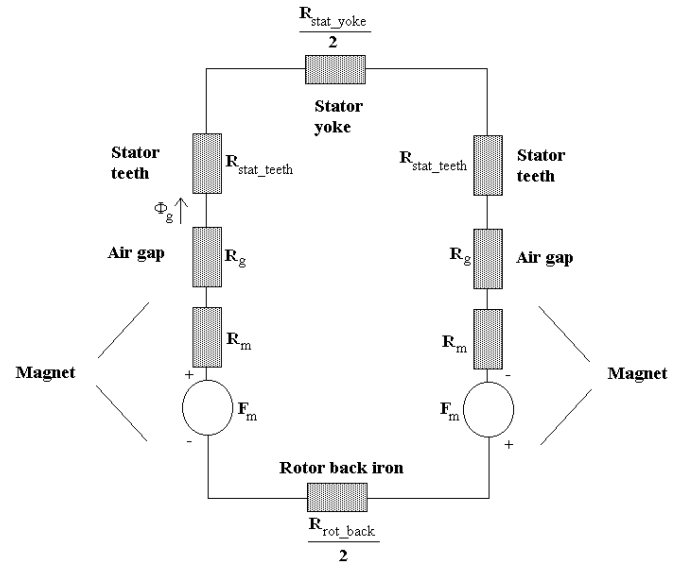 R_stat_yoke
2
Stator
yoke
Stator
teeth
R_stat_teeth
R_stat_teeth
Stator
teeth
Φ_g
Air gap
R_g
R_g
Air gap
R_m
R_m
Magnet
Magnet
+
-
F_m
F_m
-
+
Rotor back iron
R_rot_back
2